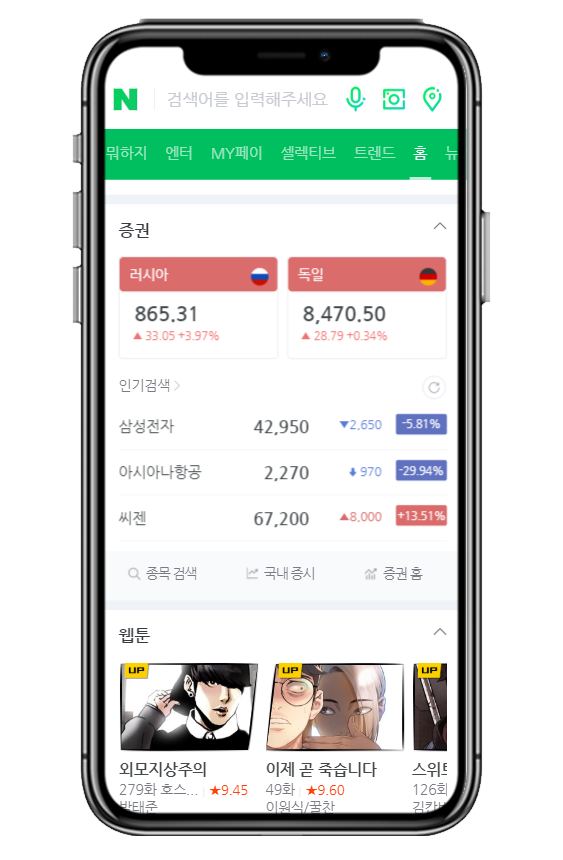 N 검색어를 입력해주세요
뭐하지 엔터 MY페이 셀렉티브 트렌드 홈 뉴
증권
러시아 독일
865.31 8,470.50
▲ 33.05 +3.97% ▲ 28.79 +0.34%
인기검색 >
삼성전자 42,950 ▼2,650 -5.81%
아시아나항공 2,270 ↓ 970 -29.94%
씨젠 67,200 ▲8,000 +13.51%
종목 검색 국내 증시 증권 홈
웹툰
UP UP UP
외모지상주의 이제 곧 죽습니다 스위트
279화 호스... ★9.45 49화 ★9.60 126화
박태준 이원식/꿀찬 김칸비